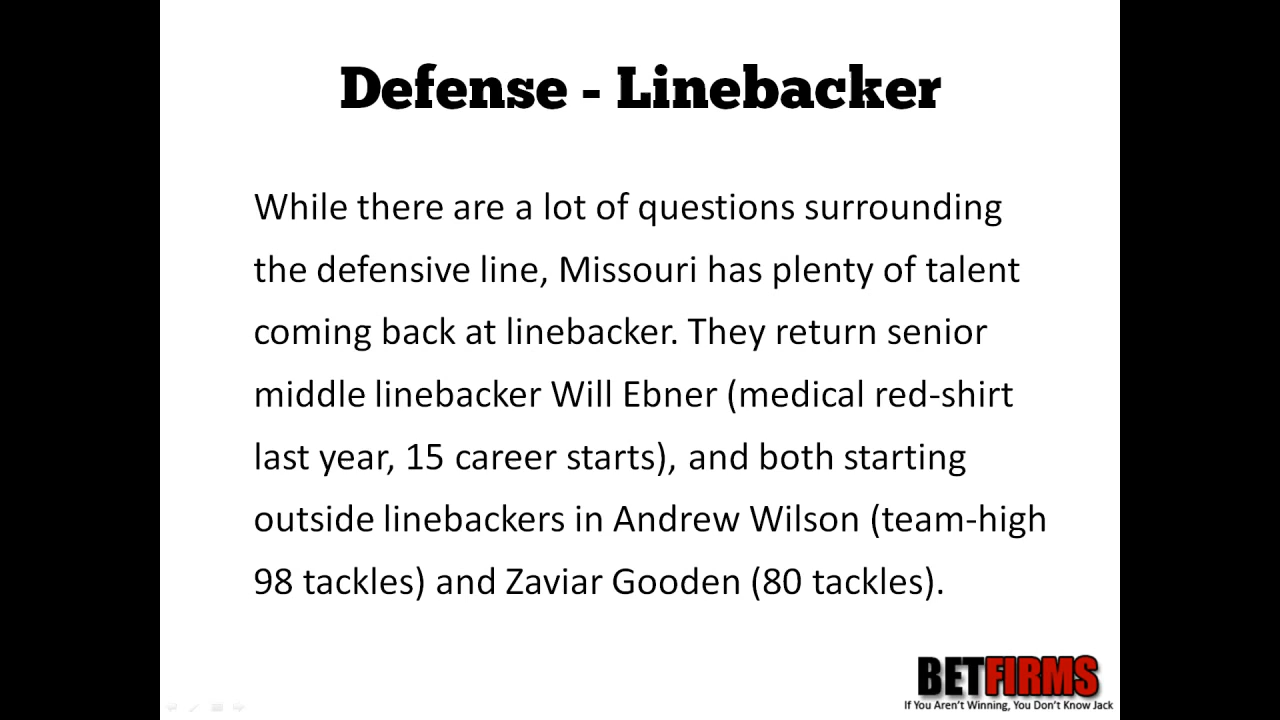 Defense - Linebacker
While there are a lot of questions surrounding
the defensive line, Missouri has plenty of talent
coming back at linebacker. They return senior
middle linebacker Will Ebner (medical red-shirt
last year, 15 career starts), and both starting
outside linebackers in Andrew Wilson (team-high
98 tackles) and Zaviar Gooden (80 tackles).
BETFIRMS
If You Aren't Winning, You Don't Know Jack